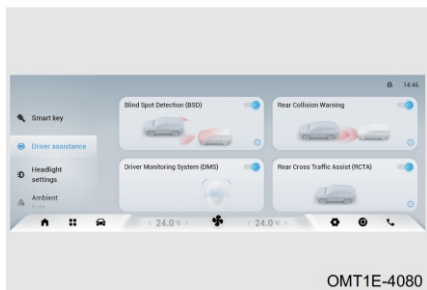 14:46
Smart key
Driver assistance
Headlight
settings
Ambient
light
Blind Spot Detection (BSD)
Rear Collision Warning
Driver Monitoring System (DMS)
Rear Cross Traffic Assist (RCTA)
24.0 °C
24.0 °C
OMT1E-4080